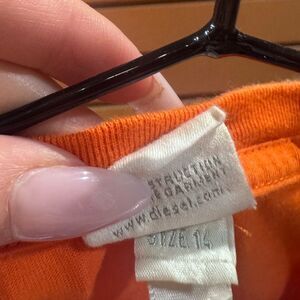 STRUCTION
GARMENT
www.diesel.com
SIZE 14